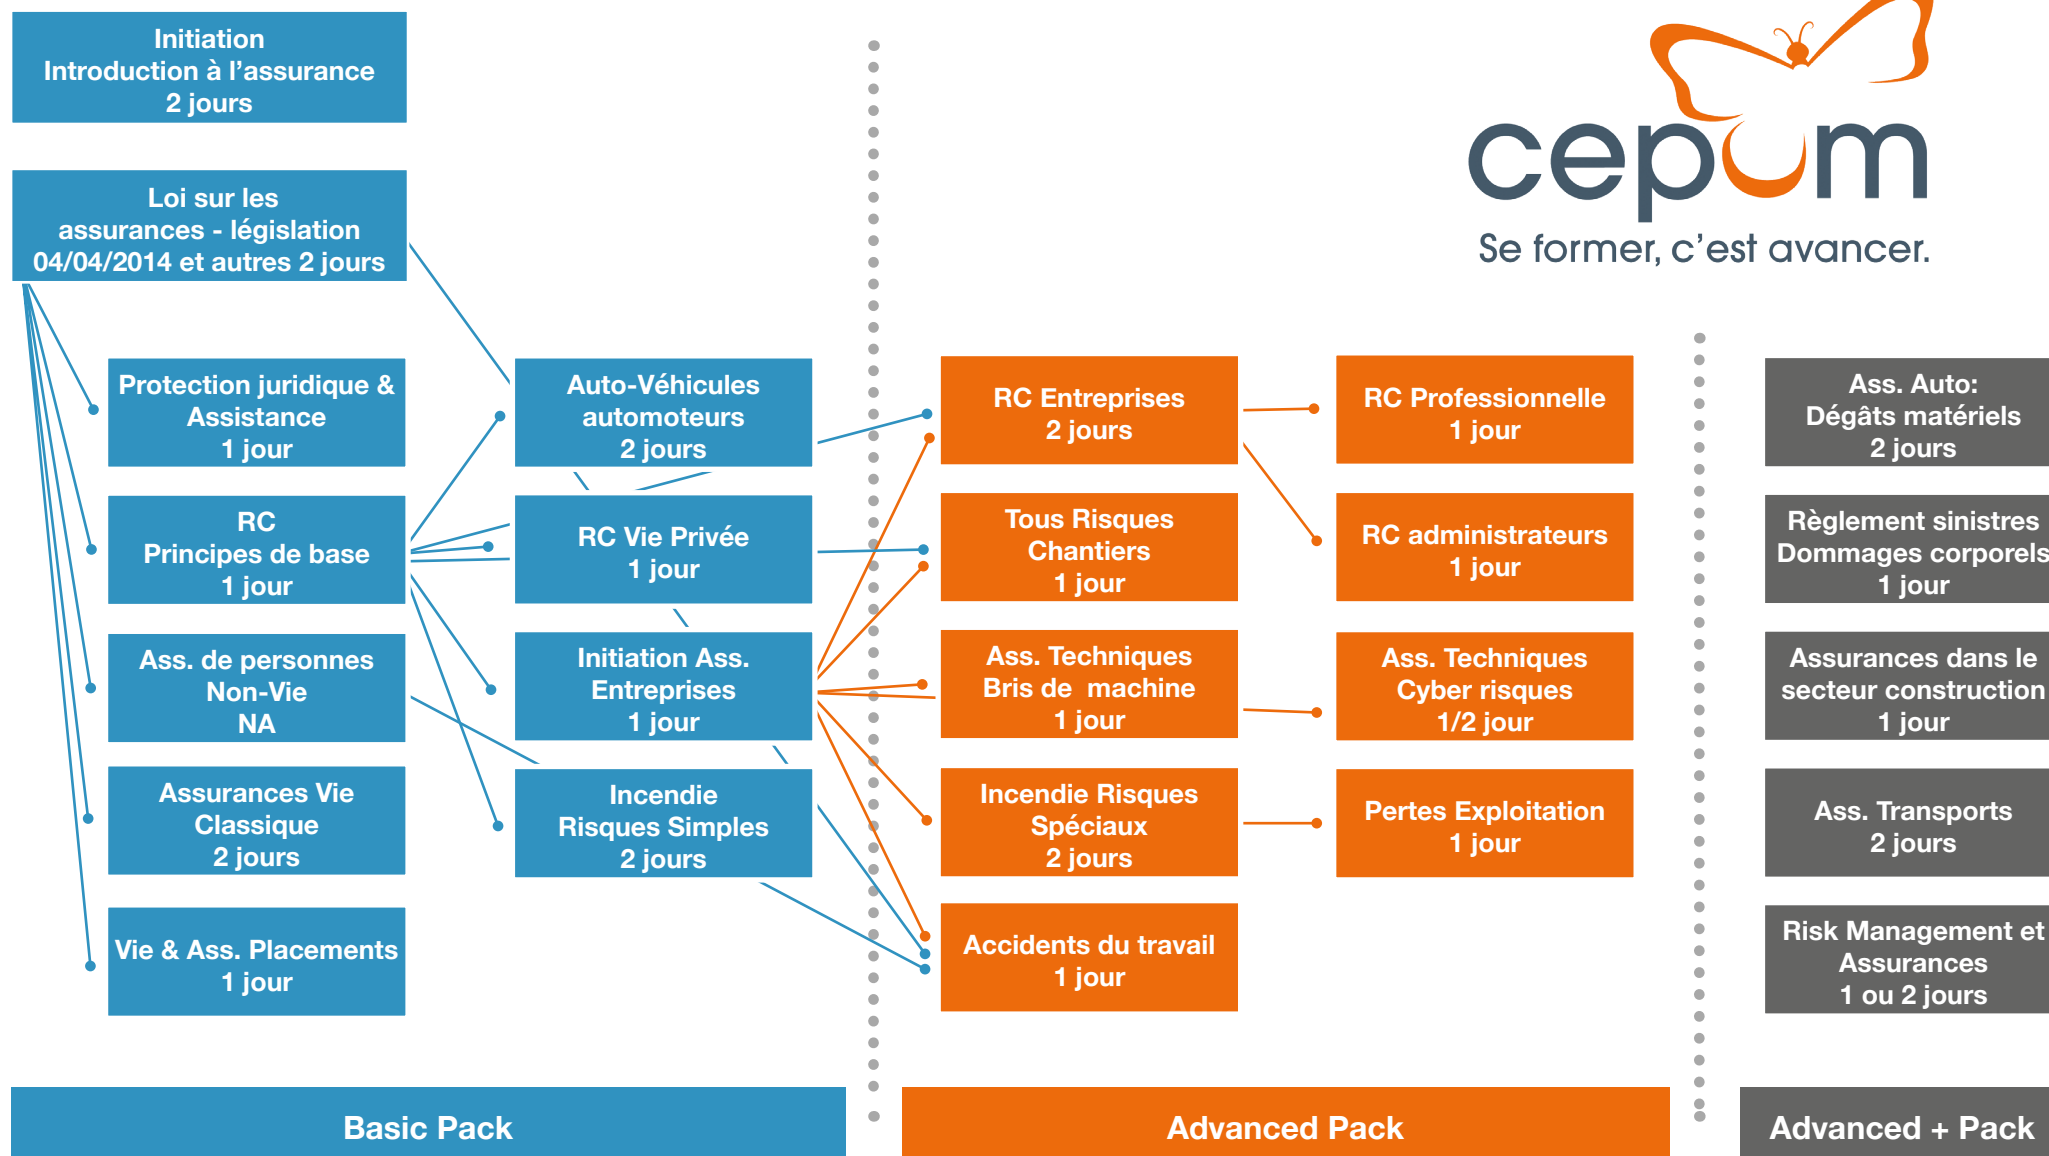 Initiation
Introduction à l'assurance
2 jours
Loi sur les
assurances - législation
04/04/2014 et autres 2 jours
cepom
Se former, c'est avancer.
Protection juridique &
Assistance
1 jour
RC
Principes de base
1 jour
Ass. de personnes
Non-Vie
NA
Assurances Vie
Classique
2 jours
Vie & Ass. Placements
1 jour
Auto-Véhicules
automoteurs
2 jours
RC Vie Privée
1 jour
Initiation Ass.
Entreprises
1 jour
Incendie
Risques Simples
2 jours
RC Entreprises
2 jours
Tous Risques
Chantiers
1 jour
Ass. Techniques
Bris de  machine
1 jour
Incendie Risques
Spéciaux
2 jours
Accidents du travail
1 jour
RC Professionnelle
1 jour
RC administrateurs
1 jour
Ass. Techniques
Cyber risques
1/2 jour
Pertes Exploitation
1 jour
Ass. Auto:
Dégâts matériels
2 jours
Règlement sinistres
Dommages corporels
1 jour
Assurances dans le
secteur construction
1 jour
Ass. Transports
2 jours
Risk Management et
Assurances
1 ou 2 jours
Basic Pack
Advanced Pack
Advanced + Pack